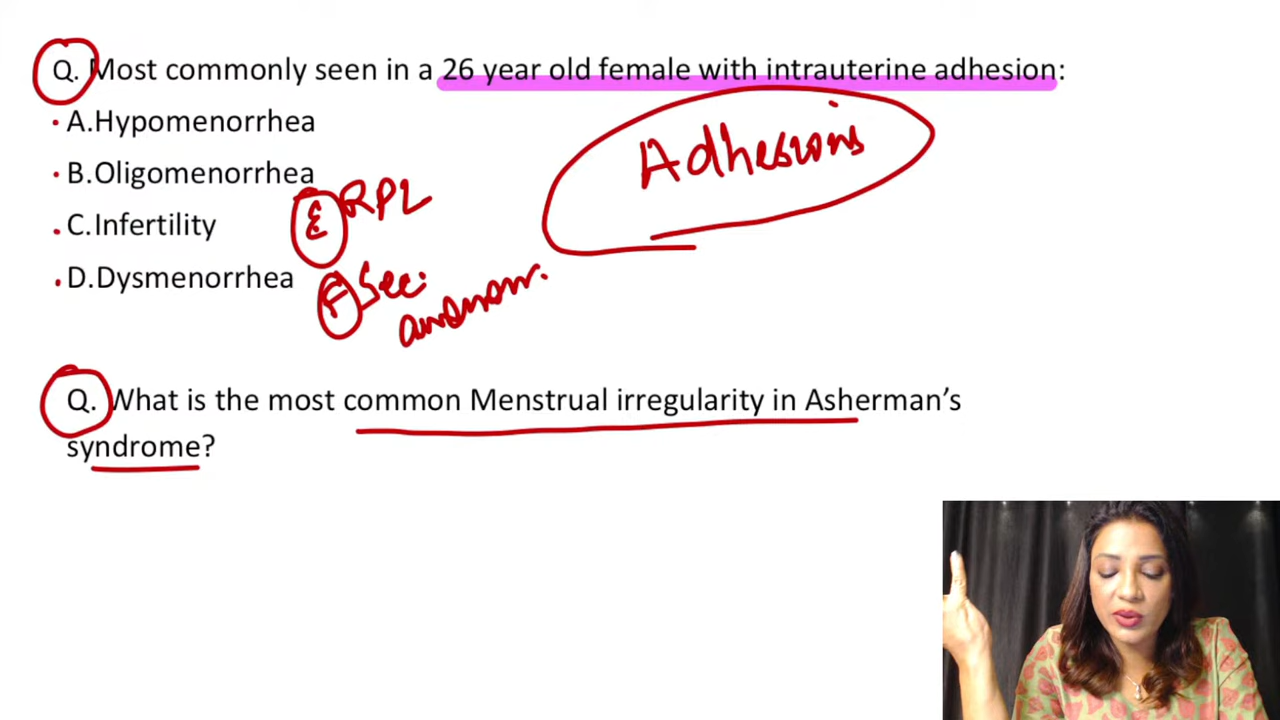 Q. Most commonly seen in a 26 year old female with intrauterine adhesion:
A.Hypomenorrhea
Adhesions
B.Oligomenorrhea
E RPL
C.Infertility
D.Dysmenorrhea
F Sec.
Q. What is the most common Menstrual irregularity in Asherman’s
syndrome?